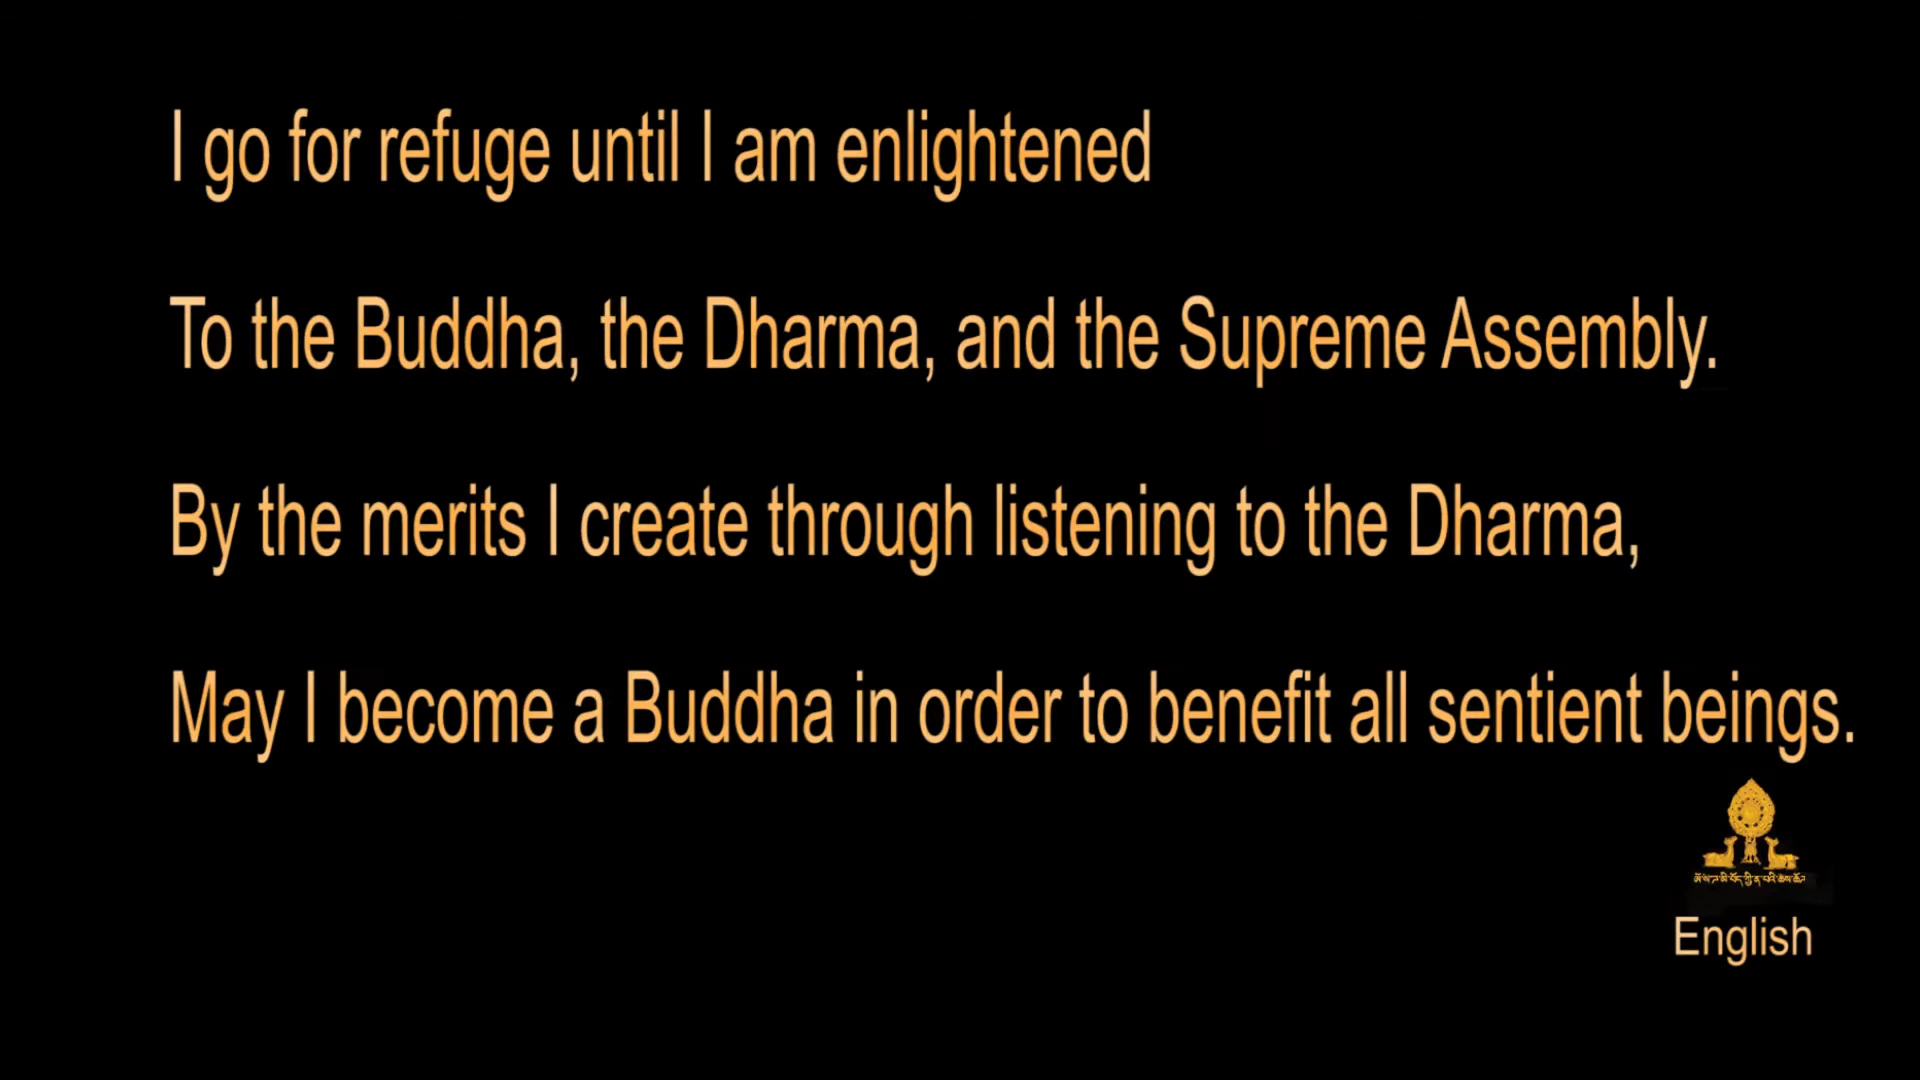 I go for refuge until I am enlightened
To the Buddha, the Dharma, and the Supreme Assembly.
By the merits I create through listening to the Dharma,
May I become a Buddha in order to benefit all sentient beings.
English